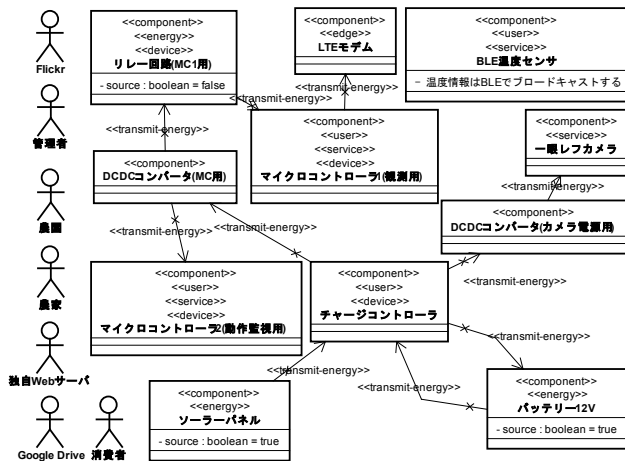 Flickr
管理者
農園
農家
独自Webサーバ
Google Drive
消費者
<<component>>
<<energy>>
<<device>>
リレー回路(MC1用)
- source : boolean = false
<<component>>
<<edge>>
LTEモデム
<<component>>
<<user>>
<<service>>
BLE温度センサ
- 温度情報はBLEでブロードキャストする
<<transmit-energy>>
<<transmit-energy>>
<<transmit-energy>>
<<component>>
DCDCコンバータ(MC用)
<<component>>
<<user>>
<<service>>
<<device>>
マイクロコントローラ1(観測用)
<<component>>
<<service>>
一眼レフカメラ
<<transmit-energy>>
<<component>>
DCDCコンバータ(カメラ電源用)
<<transmit-energy>>
<<transmit-energy>>
<<transmit-energy>>
<<component>>
<<user>>
<<service>>
<<device>>
マイクロコントローラ2(動作監視用)
<<component>>
<<user>>
<<device>>
チャージコントローラ
<<transmit-energy>>
<<transmit-energy>>
<<transmit-energy>>
<<component>>
<<energy>>
ソーラーパネル
- source : boolean = true
<<component>>
<<energy>>
バッテリー12V
- source : boolean = true